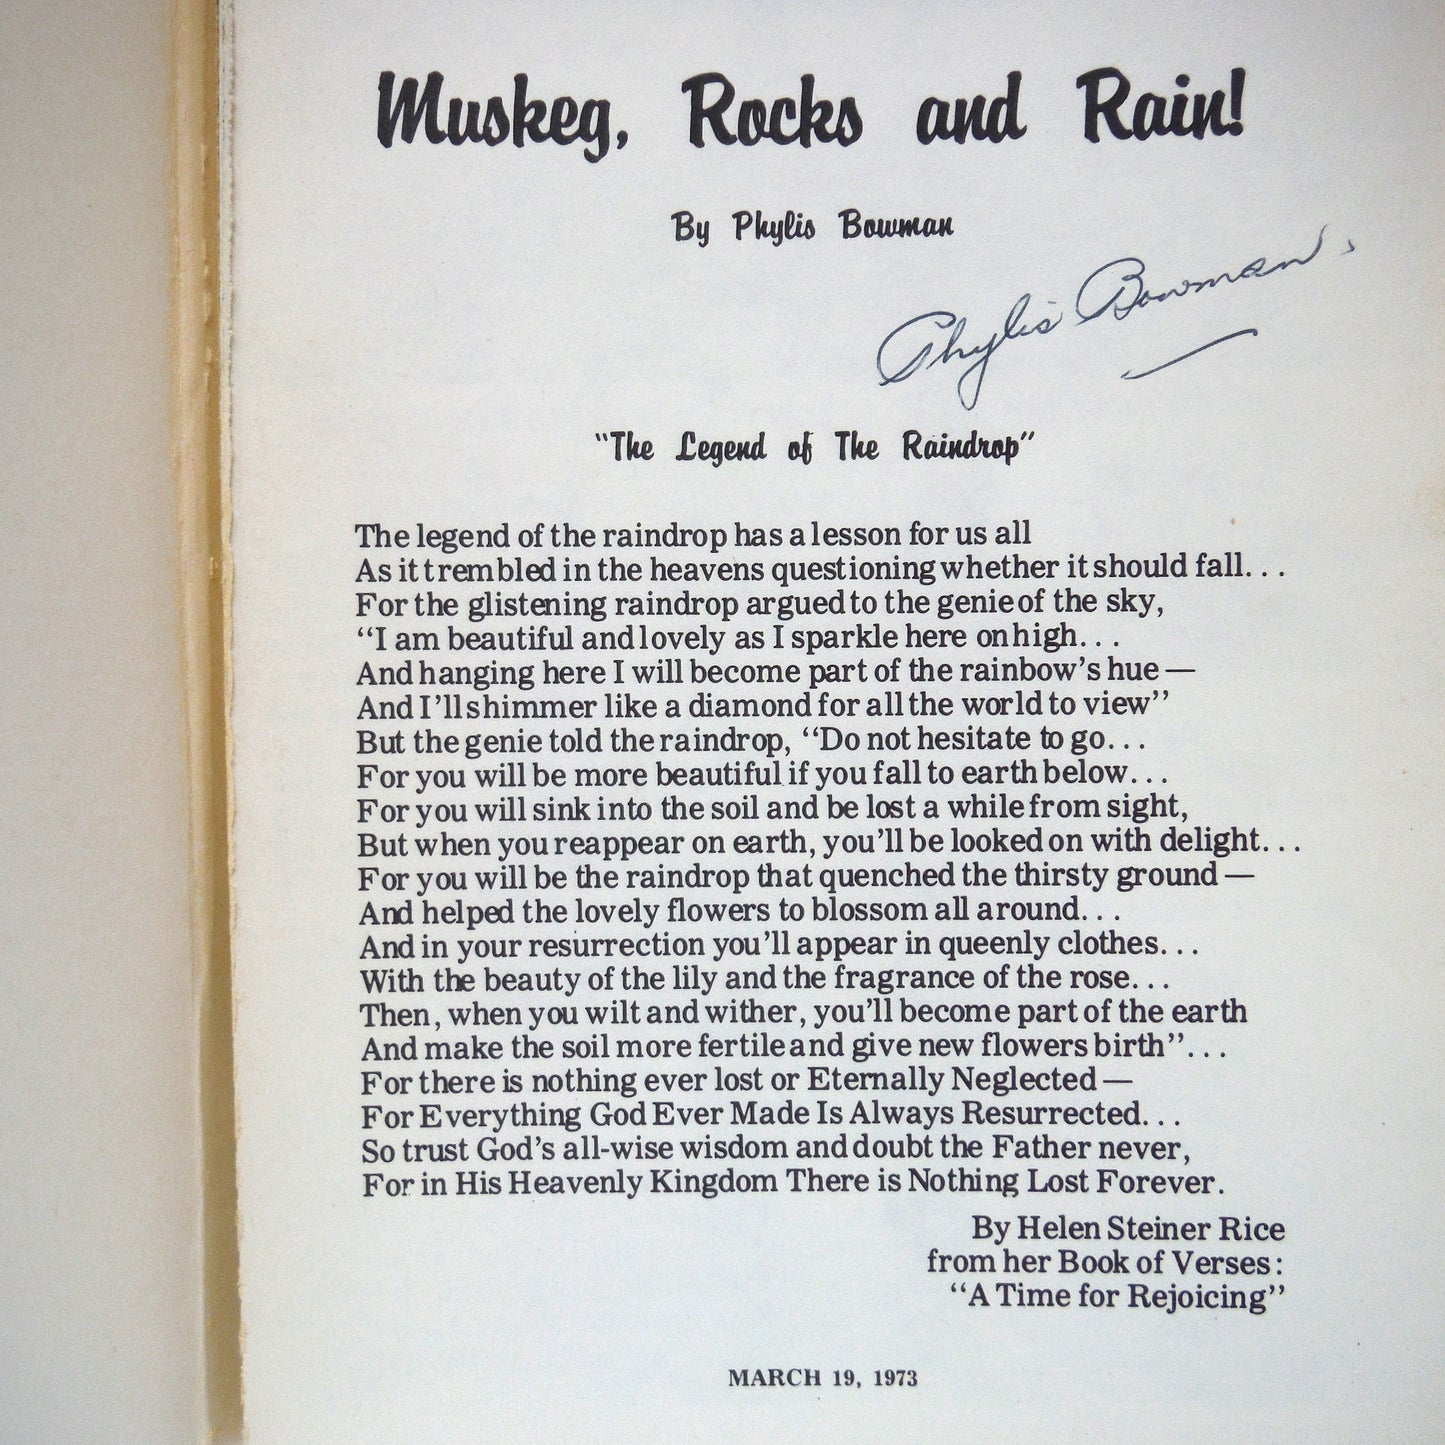 Muskeg, Rocks and Rain!
By Phylis Bowman
Phylis Bowman
"The Legend of The Raindrop"
The legend of the raindrop has a lesson for us all
As it trembled in the heavens questioning whether it should fall. . .
For the glistening raindrop argued to the genie of the sky,
"I am beautiful and lovely as I sparkle here on high. . .
And hanging here I will become part of the rainbow's hue —
And I'll shimmer like a diamond for all the world to view"
But the genie told the raindrop, "Do not hesitate to go. . .
For you will be more beautiful if you fall to earth below. . .
For you will sink into the soil and be lost a while from sight,
But when you reappear on earth, you'll be looked on with delight. . .
For you will be the raindrop that quenched the thirsty ground —
And helped the lovely flowers to blossom all around. . .
And in your resurrection you'll appear in queenly clothes. . .
With the beauty of the lily and the fragrance of the rose. . .
Then, when you wilt and wither, you'll become part of the earth
And make the soil more fertile and give new flowers birth". . .
For there is nothing ever lost or Eternally Neglected —
For Everything God Ever Made Is Always Resurrected. . .
So trust God's all-wise wisdom and doubt the Father never,
For in His Heavenly Kingdom There is Nothing Lost Forever.
By Helen Steiner Rice
from her Book of Verses:
"A Time for Rejoicing"
MARCH 19, 1973